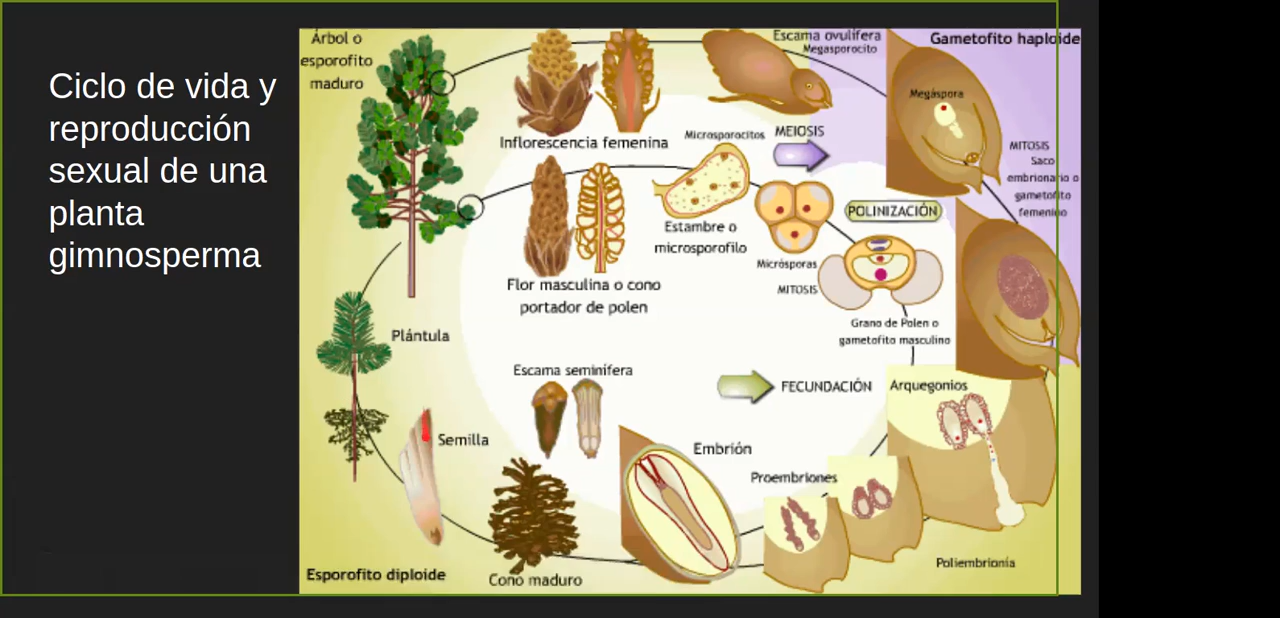 Ciclo de vida y
reproducción
sexual de una
planta
gimnosperma
Árbol o
esporofito
maduro
Inflorescencia femenina
Escama ovulífera
Megasporocito
Gametofito haploide
Megáspora
MITOSIS
Saco
embrionario o
gametofito
femenino
Microsporocitos
MEIOSIS
Estambre o
microsporofilo
POLINIZACIÓN
Micrósporas
MITOSIS
Flor masculina o cono
portador de polen
Grano de Polen o
gametofito masculino
Plántula
Escama seminífera
FECUNDACIÓN
Arquegonios
Semilla
Embrión
Proembriones
Poliembrionía
Cono maduro
Esporofito diploide